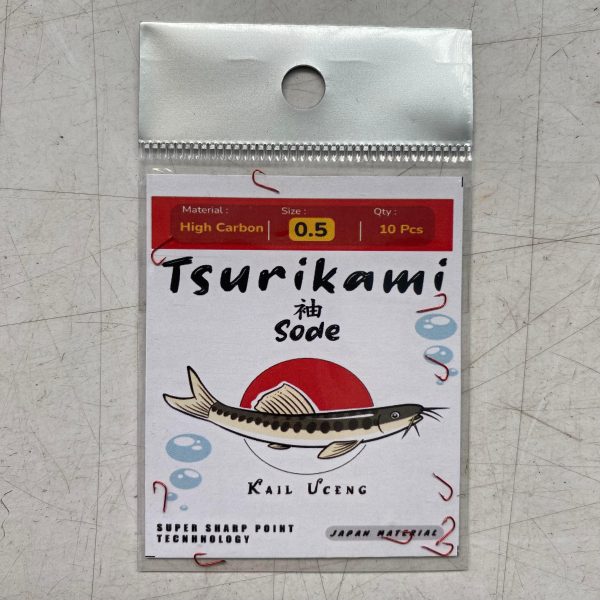 Material : Size : Qty :
High Carbon 0.5 10 Pcs
Tsurikami
袖
Sode
Kail Uceng
SUPER SHARP POINT
TECNHNOLOGY
JAPAN MATERIAL